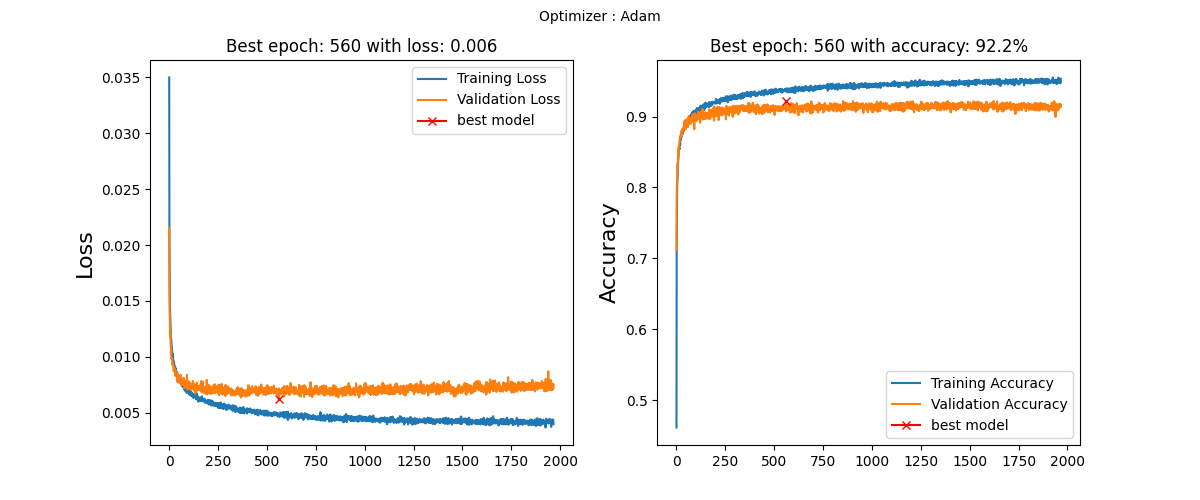 Optimizer : Adam
Best epoch: 560 with loss: 0.006
Loss
0.035
0.030
0.025
0.020
0.015
0.010
0.005
Training Loss
Validation Loss
best model
0 250 500 750 1000 1250 1500 1750 2000
Best epoch: 560 with accuracy: 92.2%
Accuracy
0.9
0.8
0.7
0.6
0.5
Training Accuracy
Validation Accuracy
best model
0 250 500 750 1000 1250 1500 1750 2000